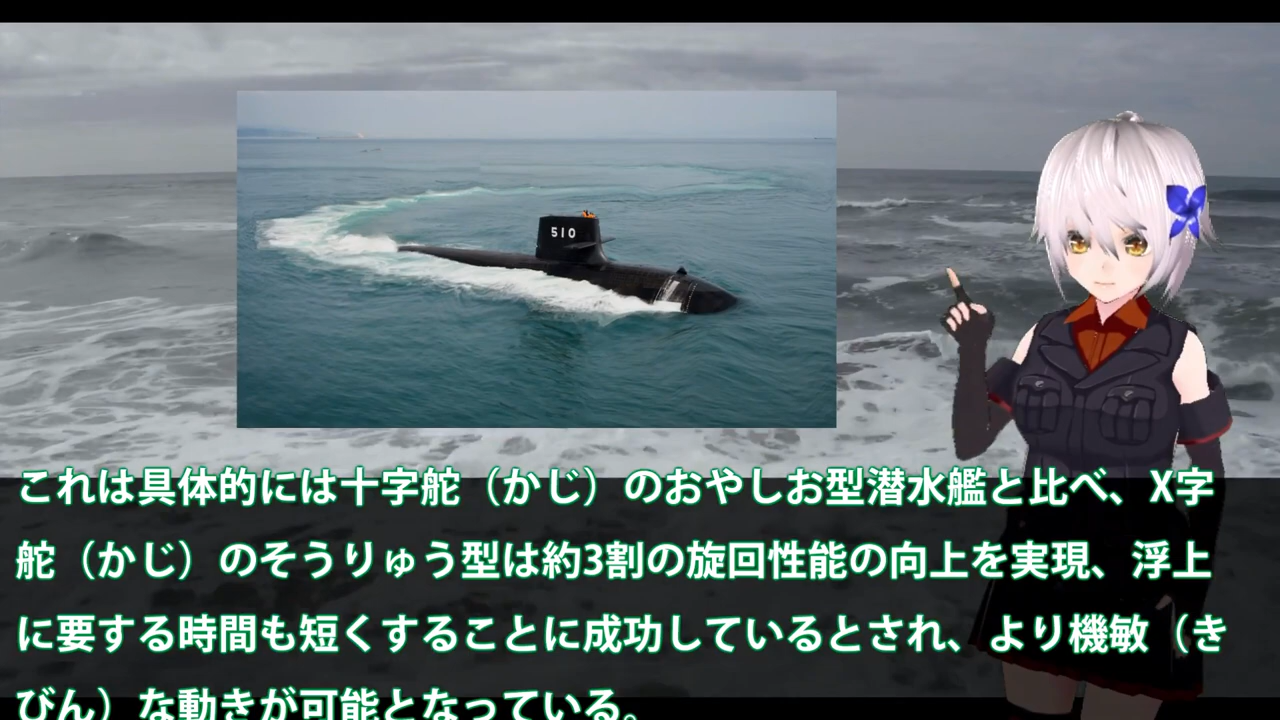 510
これは具体的には十字舵（かじ）のおやしお型潜水艦と比べ、X字
舵（かじ）のそうりゅう型は約3割の旋回性能の向上を実現、浮上
に要する時間も短くすることに成功しているとされ、より機敏（き
びん）な動きが可能となっている。